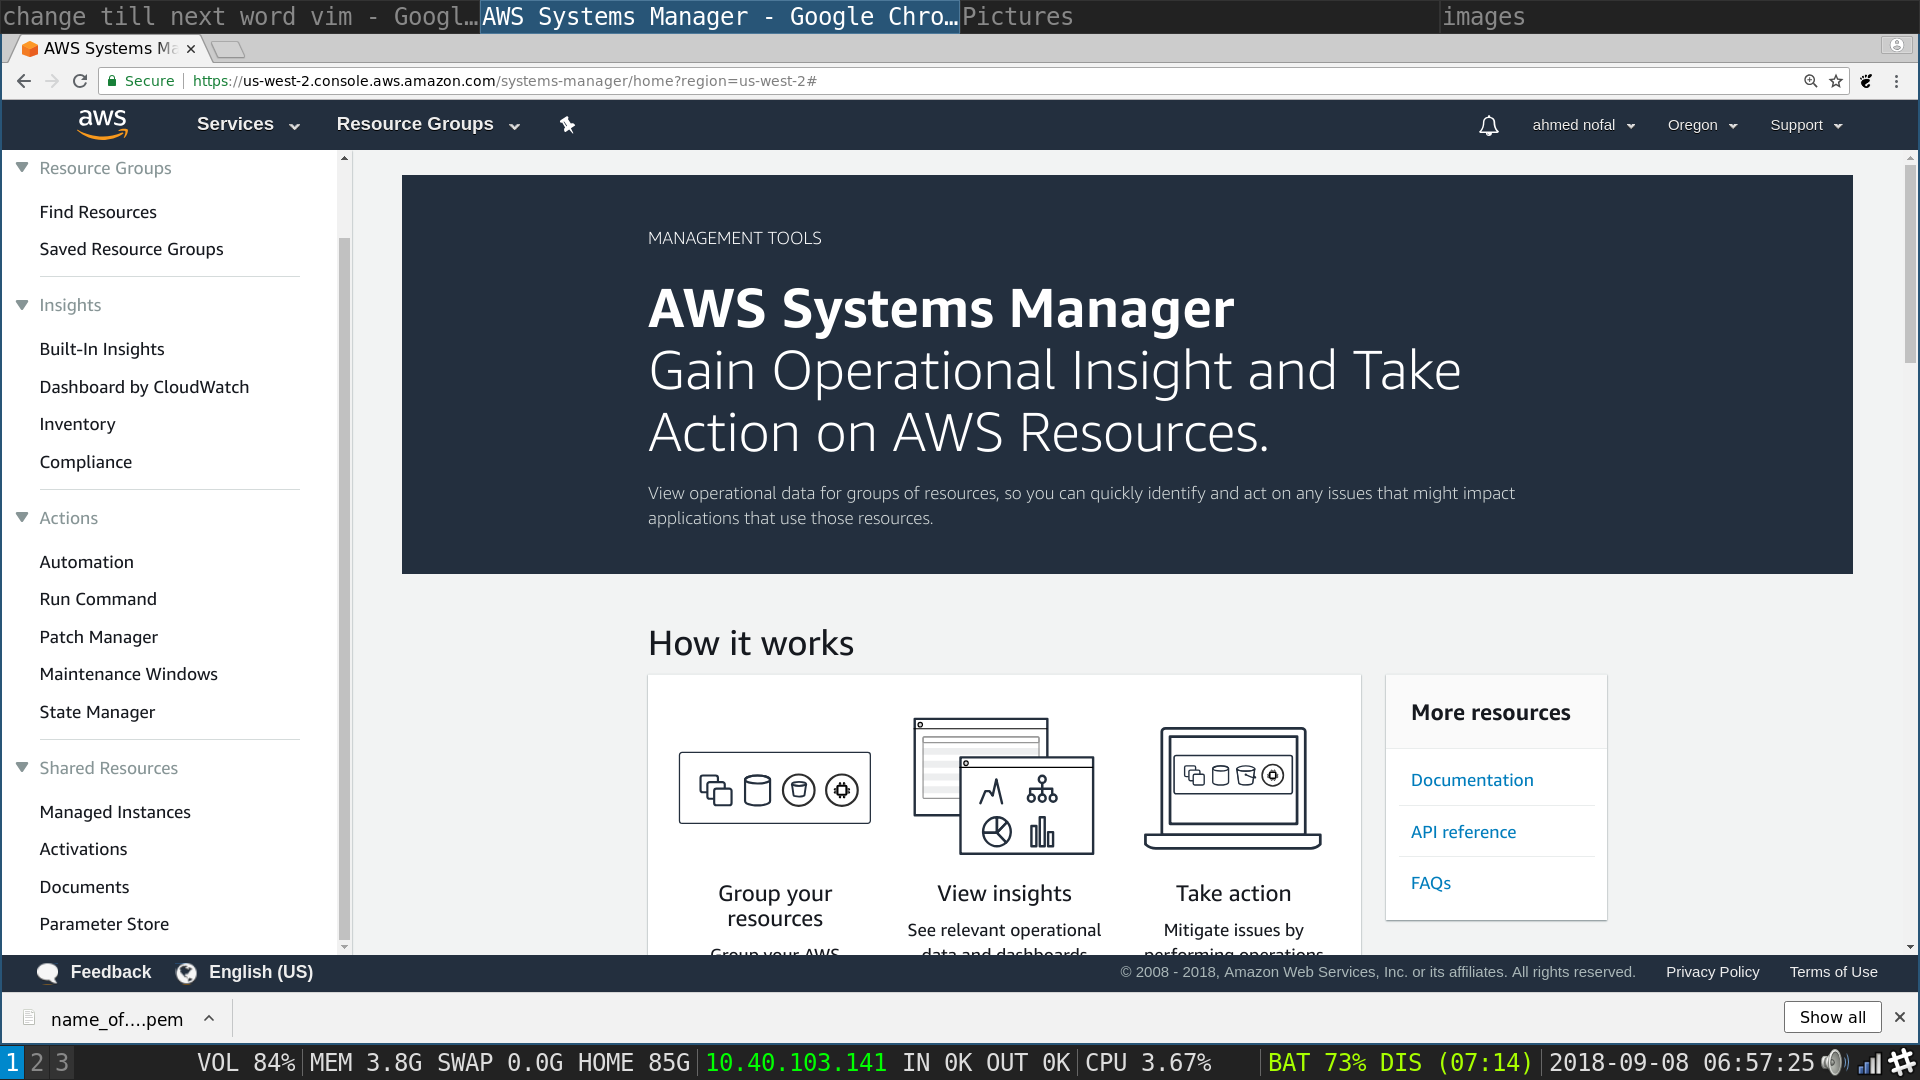 change till next word vim - Googl…
AWS Systems Manager - Google Chro…
Pictures
images
AWS Systems Ma
Secure
https://us-west-2.console.aws.amazon.com/systems-manager/home?region=us-west-2#
aws
Services
Resource Groups
ahmed nofal
Oregon
Support
Resource Groups
Find Resources
Saved Resource Groups
Insights
Built-In Insights
Dashboard by CloudWatch
Inventory
Compliance
Actions
Automation
Run Command
Patch Manager
Maintenance Windows
State Manager
Shared Resources
Managed Instances
Activations
Documents
Parameter Store
MANAGEMENT TOOLS
AWS Systems Manager
Gain Operational Insight and Take
Action on AWS Resources.
View operational data for groups of resources, so you can quickly identify and act on any issues that might impact
applications that use those resources.
How it works
Group your
resources
Group your AWS
View insights
See relevant operational
data and dashboards
Take action
Mitigate issues by
performing operations
More resources
Documentation
API reference
FAQs
Feedback
English (US)
© 2008 - 2018, Amazon Web Services, Inc. or its affiliates. All rights reserved.
Privacy Policy
Terms of Use
name_of....pem
Show all
1 2 3
VOL 84% MEM 3.8G SWAP 0.0G HOME 85G 10.40.103.141 IN 0K OUT 0K CPU 3.67% BAT 73% DIS (07:14) 2018-09-08 06:57:25